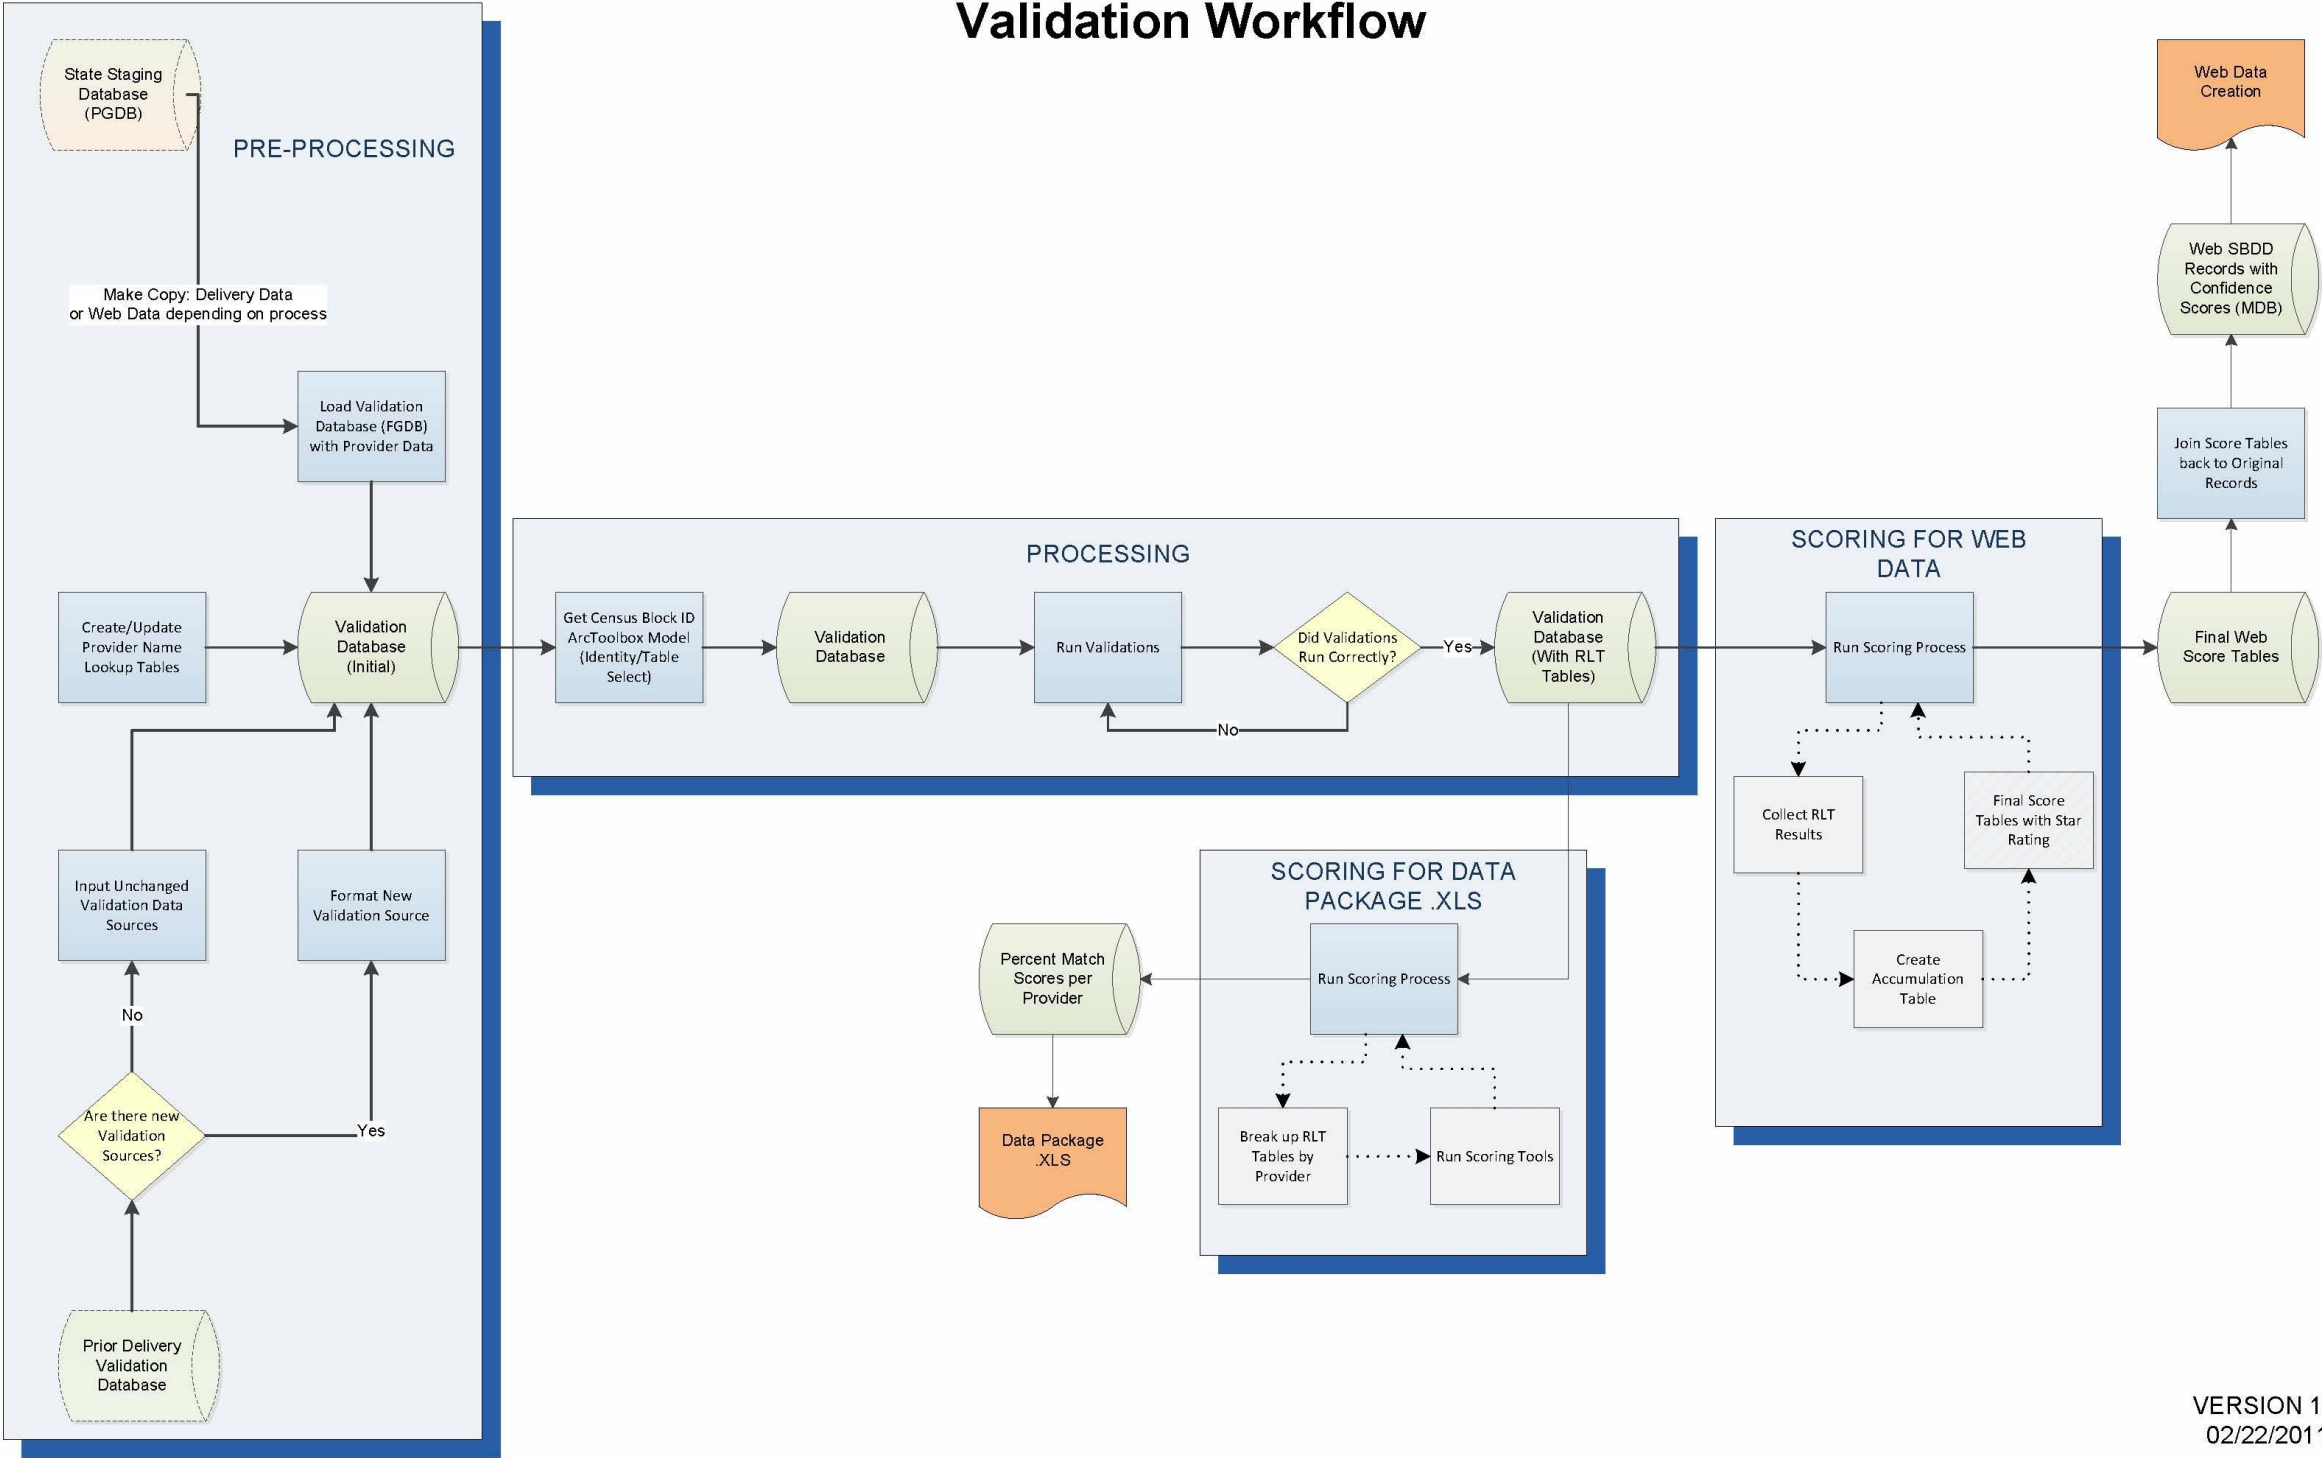 Validation Workflow
State Staging
Database
(PGDB)
PRE-PROCESSING
Make Copy: Delivery Data
or Web Data depending on process
Load Validation
Database (FGDB)
with Provider Data
Create/Update
Provider Name
Lookup Tables
Validation
Database
(Initial)
Input Unchanged
Validation Data
Sources
Format New
Validation Source
No
Are there new
Validation
Sources?
Yes
Prior Delivery
Validation
Database
PROCESSING
Get Census Block ID
ArcToolbox Model
(Identity/Table
Select)
Validation
Database
Run Validations
Did Validations
Run Correctly?
Yes
No
Validation
Database
(With RLT
Tables)
SCORING FOR DATA
PACKAGE .XLS
Run Scoring Process
Percent Match
Scores per
Provider
Data Package
.XLS
Break up RLT
Tables by
Provider
Run Scoring Tools
SCORING FOR WEB
DATA
Run Scoring Process
Collect RLT
Results
Final Score
Tables with Star
Rating
Create
Accumulation
Table
Web Data
Creation
Web SBDD
Records with
Confidence
Scores (MDB)
Join Score Tables
back to Original
Records
Final Web
Score Tables
VERSION 1
02/22/2011